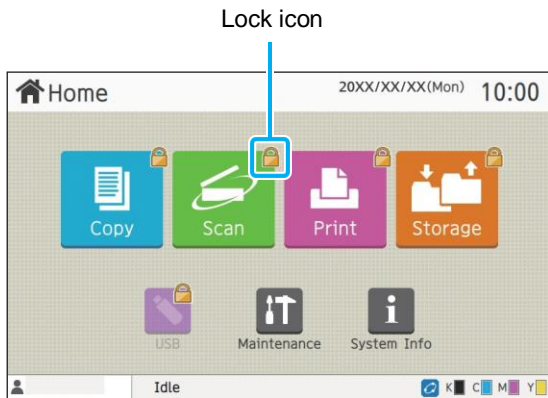 Lock icon
Home 20XX/XX/XX(Mon) 10:00
Copy Scan Print Storage
USB Maintenance System Info
Idle K C M Y